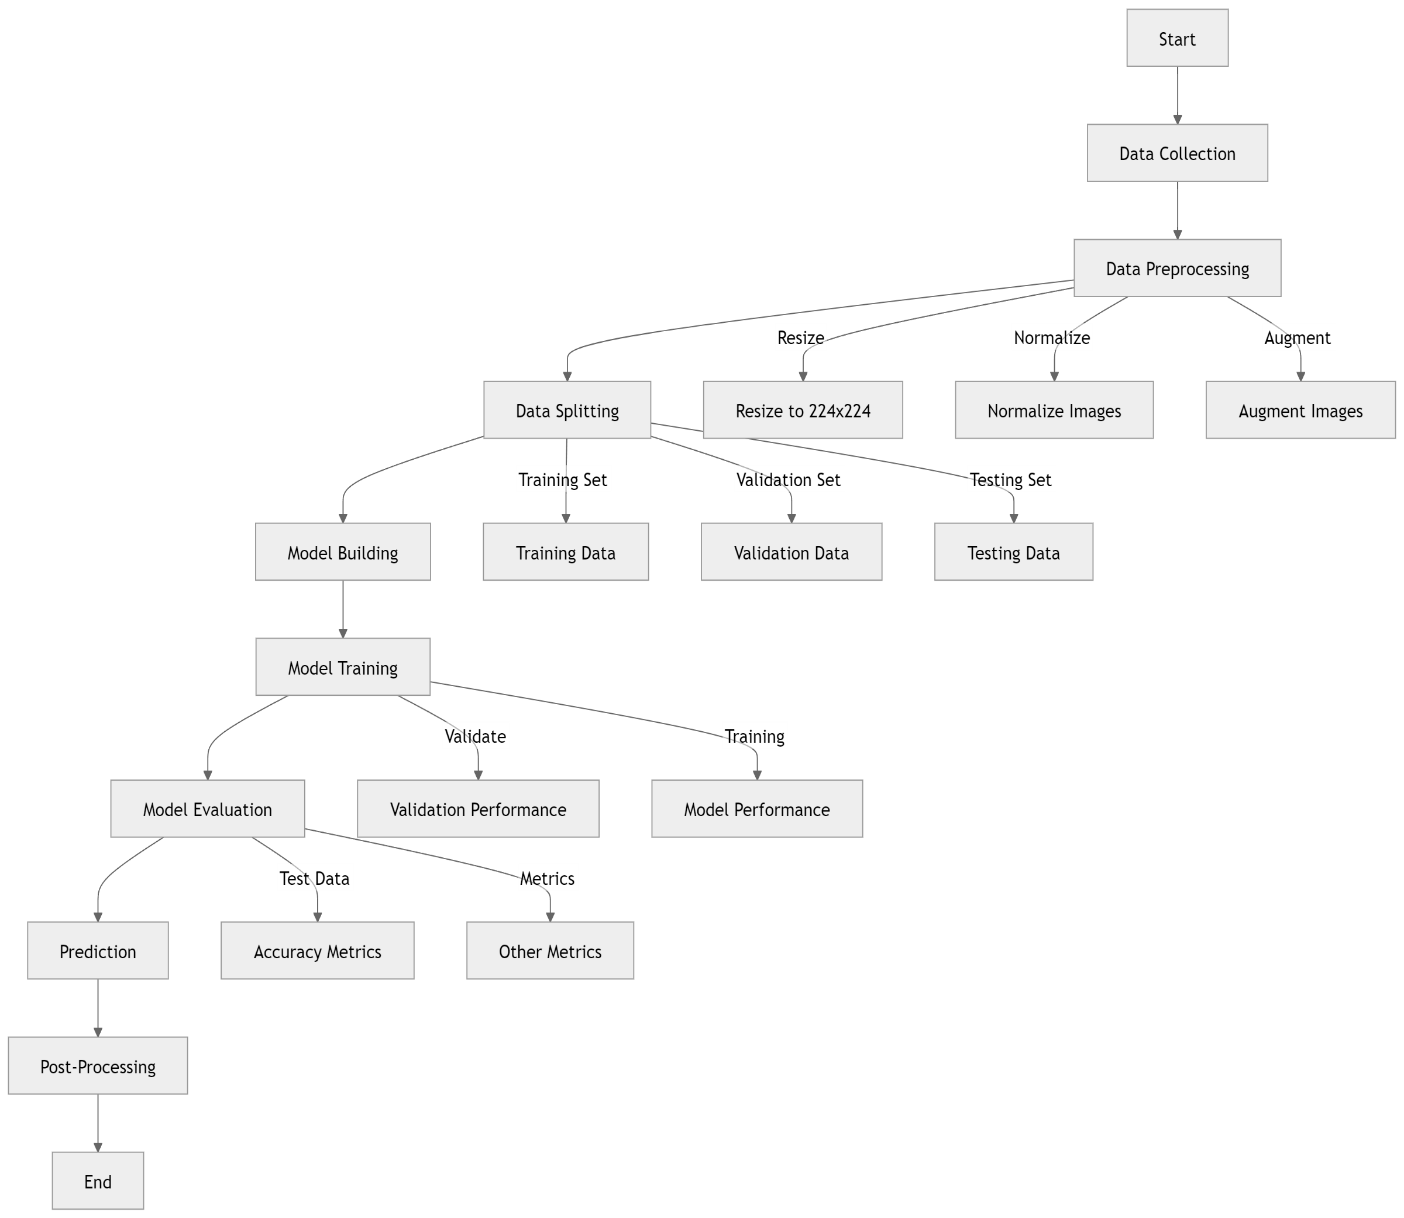 Start
Data Collection
Data Preprocessing
Resize
Normalize
Augment
Data Splitting
Resize to 224x224
Normalize Images
Augment Images
Training Set
Validation Set
Testing Set
Model Building
Training Data
Validation Data
Testing Data
Model Training
Validate
Training
Model Evaluation
Validation Performance
Model Performance
Test Data
Metrics
Prediction
Accuracy Metrics
Other Metrics
Post-Processing
End